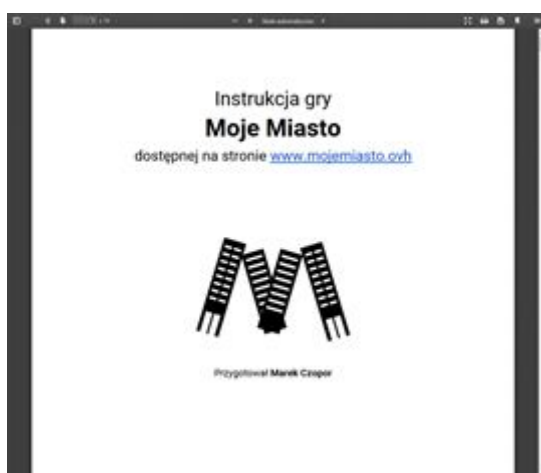 Instrukcja gry
Moje Miasto
dostępnej na stronie www.mojemiasto.ovh
Przygotował Marek Czopor